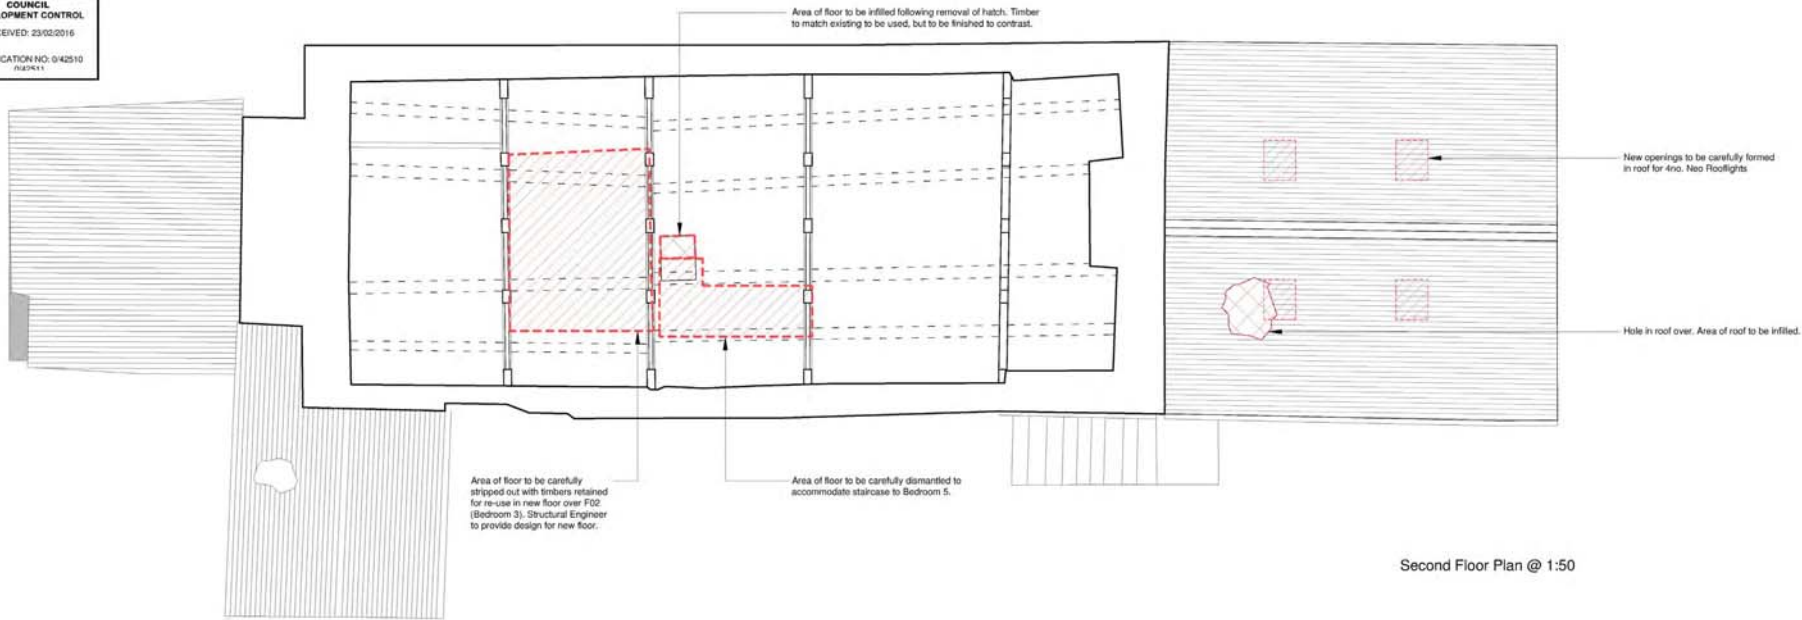 COUNCIL
OPMENT CONTROL
EIVED: 23/02/2016
CATION NO: 0/42510
0/42511
Area of floor to be infilled following removal of hatch. Timber
to match existing to be used, but to be finished to contrast.
New openings to be carefully formed
in roof for 4no. Neo Rooflights
Hole in roof over. Area of roof to be infilled.
Area of floor to be carefully
stripped out with timbers retained
for re-use in new floor over F02
(Bedroom 3). Structural Engineer
to provide design for new floor.
Area of floor to be carefully dismantled to
accommodate staircase to Bedroom 5.
Second Floor Plan @ 1:50